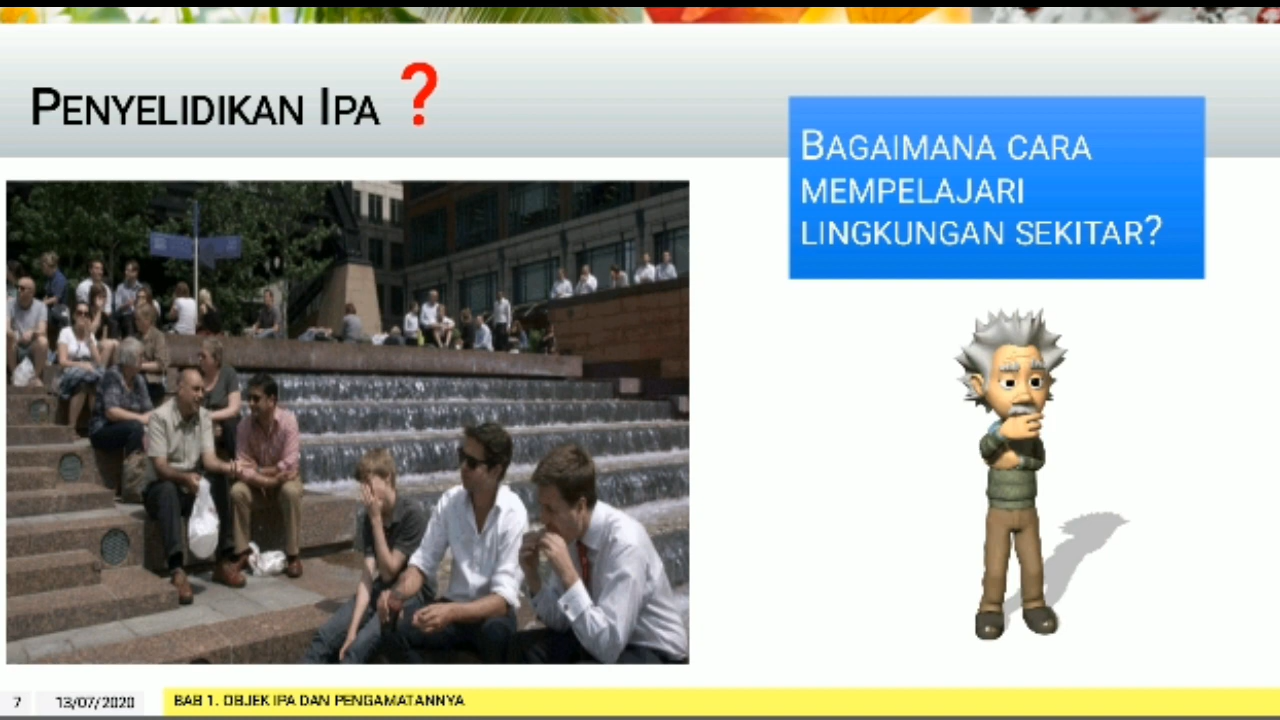 PENYELIDIKAN IPA ?
BAGAIMANA CARA
MEMPELAJARI
LINGKUNGAN SEKITAR?
7 13/07/2020 BAB 1. OBJEK IPA DAN PENGAMATANNYA